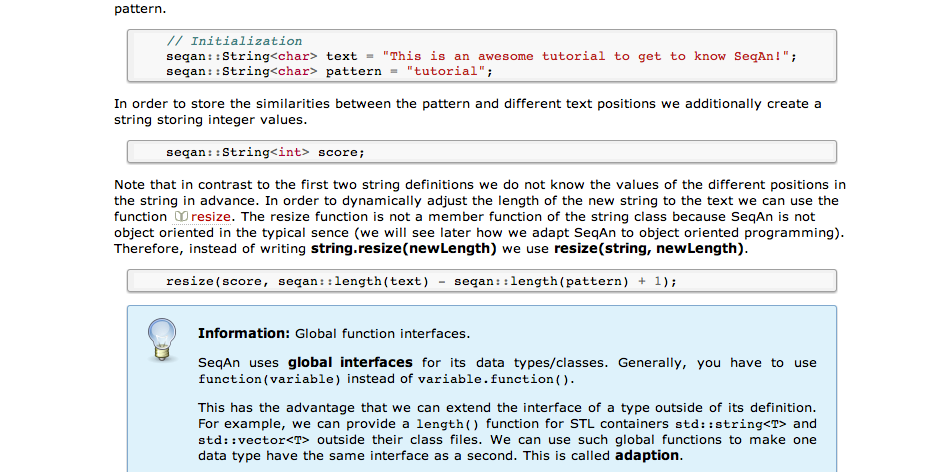 pattern.
// Initialization
seqan::String<char> text = "This is an awesome tutorial to get to know SeqAn!";
seqan::String<char> pattern = "tutorial";
In order to store the similarities between the pattern and different text positions we additionally create a
string storing integer values.
seqan::String<int> score;
Note that in contrast to the first two string definitions we do not know the values of the different positions in
the string in advance. In order to dynamically adjust the length of the new string to the text we can use the
function resize. The resize function is not a member function of the string class because SeqAn is not
object oriented in the typical sence (we will see later how we adapt SeqAn to object oriented programming).
Therefore, instead of writing string.resize(newLength) we use resize(string, newLength).
resize(score, seqan::length(text) - seqan::length(pattern) + 1);
Information: Global function interfaces.
SeqAn uses global interfaces for its data types/classes. Generally, you have to use
function(variable) instead of variable.function().
This has the advantage that we can extend the interface of a type outside of its definition.
For example, we can provide a length() function for STL containers std::string<T> and
std::vector<T> outside their class files. We can use such global functions to make one
data type have the same interface as a second. This is called adaption.